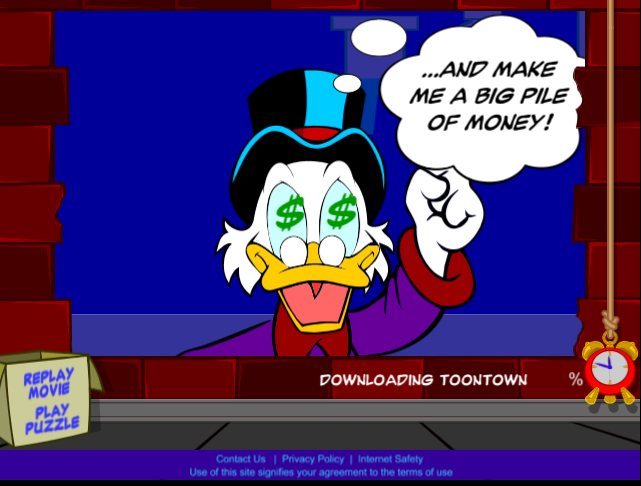 ...AND MAKE
ME A BIG PILE
OF MONEY!
$ $
DOWNLOADING TOONTOWN %
REPLAY
MOVIE
PLAY
PUZZLE
Contact Us | Privacy Policy | Internet Safety
Use of this site signifies your agreement to the terms of use